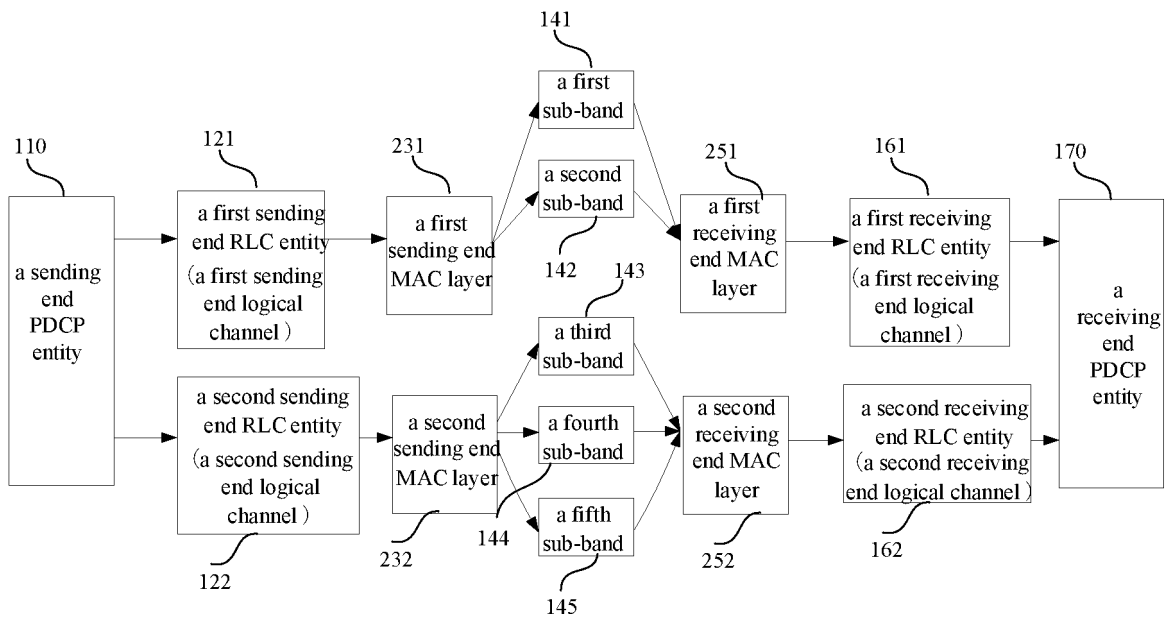 141
a first
sub-band
110
121
231
251
161
170
a second
sub-band
142
a sending
end
PDCP
entity
a first sending
end RLC entity
（a first sending
end logical
channel）
a first
sending end
MAC layer
a first
receiving
end MAC
layer
a first receiving
end RLC entity
（a first receiving
end logical
channel）
a
receiving
end
PDCP
entity
143
a third
sub-band
a second sending
end RLC entity
（a second sending
end logical
channel）
a second
sending end
MAC layer
a fourth
sub-band
144
a fifth
sub-band
145
a second
receiving
end MAC
layer
a second receiving
end RLC entity
（a second receiving
end logical channel）
122
232
252
162